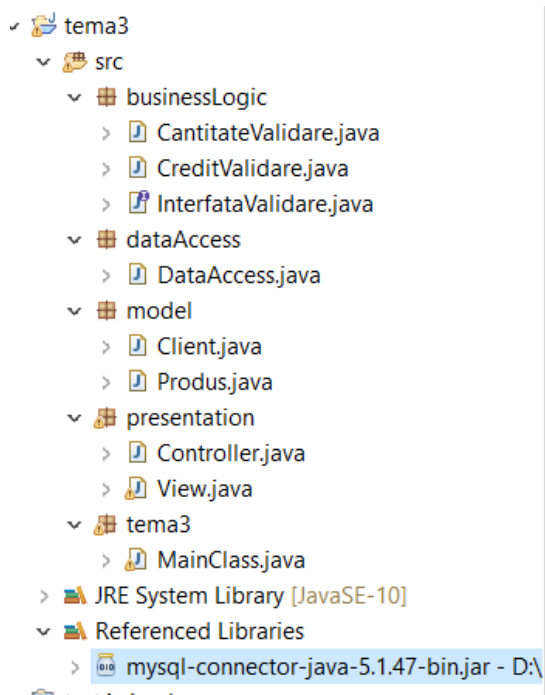 tema3
src
businessLogic
CantitateValidare.java
CreditValidare.java
InterfataValidare.java
dataAccess
DataAccess.java
model
Client.java
Produs.java
presentation
Controller.java
View.java
tema3
MainClass.java
JRE System Library [JavaSE-10]
Referenced Libraries
mysql-connector-java-5.1.47-bin.jar - D:\